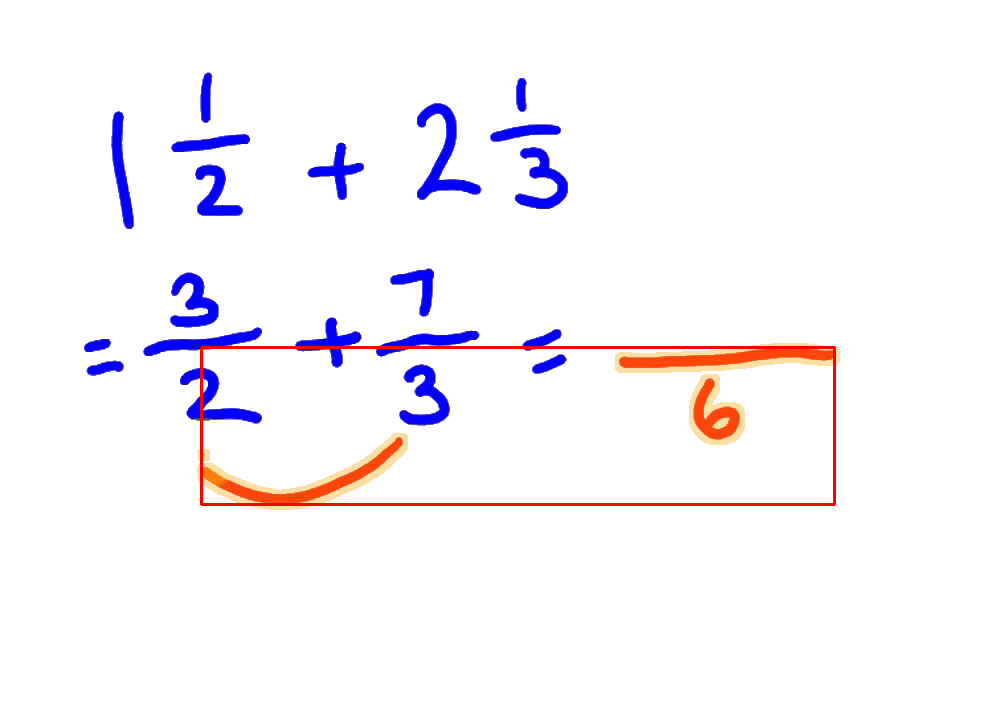 1 1/2 + 2 1/3
= 3/2 + 7/3 = /6